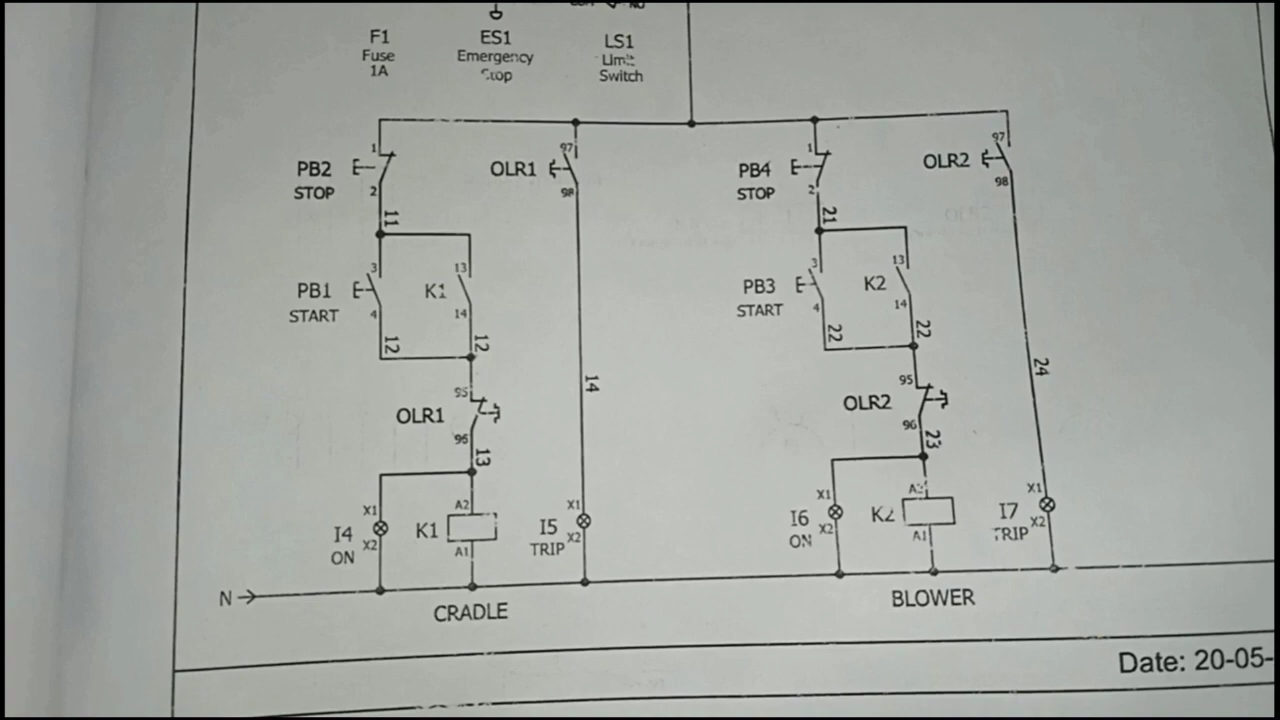 NO
F1
Fuse
1A
ES1
Emergency
Stop
LS1
Limit
Switch
1
PB2
STOP
2
11
97
OLR1
98
1
PB4
STOP
2
21
97
OLR2
98
3
PB1
START
4
12
13
K1
14
12
14
3
PB3
START
4
22
13
K2
14
22
24
95
OLR1
96
13
95
OLR2
96
23
X1
I4
ON
X2
A2
K1
A1
X1
I5
TRIP
X2
X1
I6
ON
X2
A2
K2
A1
X1
I7
TRIP
X2
N
CRADLE
BLOWER
Date: 20-05-